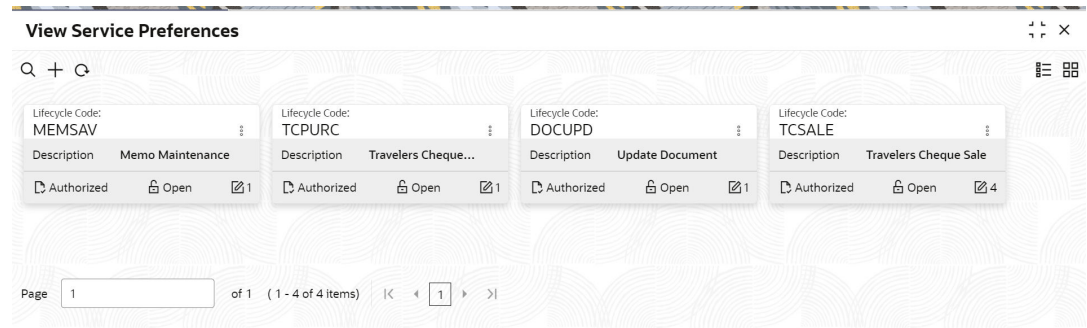 View Service Preferences
Lifecycle Code:
MEMSAV
Description Memo Maintenance
Authorized Open 1
Lifecycle Code:
TCPURC
Description Travelers Cheque...
Authorized Open 1
Lifecycle Code:
DOCUPD
Description Update Document
Authorized Open 1
Lifecycle Code:
TCSALE
Description Travelers Cheque Sale
Authorized Open 4
Page 1 of 1 ( 1 - 4 of 4 items) 1